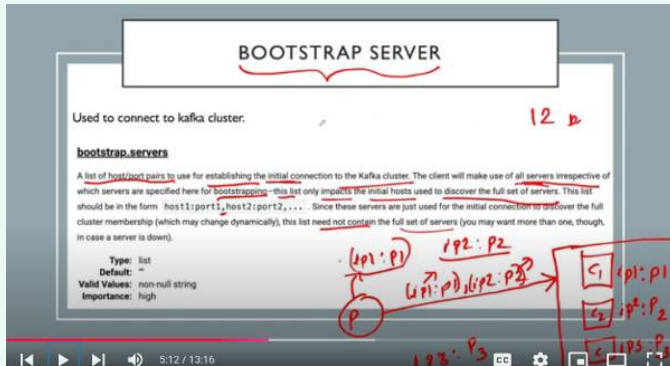 BOOTSTRAP SERVER
Used to connect to kafka cluster.
12 b
bootstrap.servers
A list of host/port pairs to use for establishing the initial connection to the Kafka cluster. The client will make use of all servers irrespective of
which servers are specified here for bootstrapping—this list only impacts the initial hosts used to discover the full set of servers. This list
should be in the form host1:port1,host2:port2,... . Since these servers are just used for the initial connection to discover the full
cluster membership (which may change dynamically), this list need not contain the full set of servers (you may want more than one, though,
in case a server is down).
Type: list
Default: ""
Valid Values: non-null string
Importance: high
(ip1:p1)
ip2:P2
(ip1:p1),(ip2:P2)
P
C1 ip1:p1
C2 ip2:P2
C ip3:P3
ip3:P3
5:12 / 13:16
CC